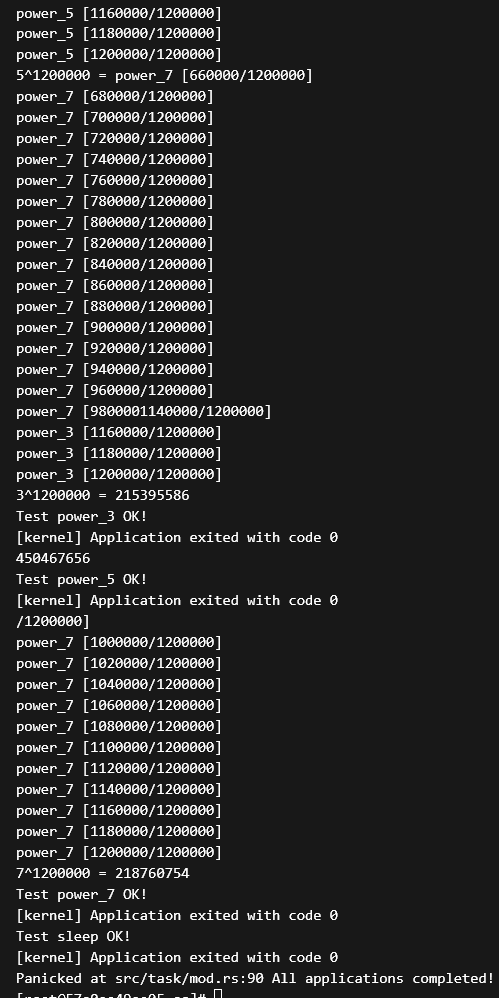 power_5 [1160000/1200000]
power_5 [1180000/1200000]
power_5 [1200000/1200000]
5^1200000 = power_7 [660000/1200000]
power_7 [680000/1200000]
power_7 [700000/1200000]
power_7 [720000/1200000]
power_7 [740000/1200000]
power_7 [760000/1200000]
power_7 [780000/1200000]
power_7 [800000/1200000]
power_7 [820000/1200000]
power_7 [840000/1200000]
power_7 [860000/1200000]
power_7 [880000/1200000]
power_7 [900000/1200000]
power_7 [920000/1200000]
power_7 [940000/1200000]
power_7 [960000/1200000]
power_7 [9800001140000/1200000]
power_3 [1160000/1200000]
power_3 [1180000/1200000]
power_3 [1200000/1200000]
3^1200000 = 215395586
Test power_3 OK!
[kernel] Application exited with code 0
450467656
Test power_5 OK!
[kernel] Application exited with code 0
/1200000]
power_7 [1000000/1200000]
power_7 [1020000/1200000]
power_7 [1040000/1200000]
power_7 [1060000/1200000]
power_7 [1080000/1200000]
power_7 [1100000/1200000]
power_7 [1120000/1200000]
power_7 [1140000/1200000]
power_7 [1160000/1200000]
power_7 [1180000/1200000]
power_7 [1200000/1200000]
7^1200000 = 218760754
Test power_7 OK!
[kernel] Application exited with code 0
Test sleep OK!
[kernel] Application exited with code 0
Panicked at src/task/mod.rs:90 All applications completed!